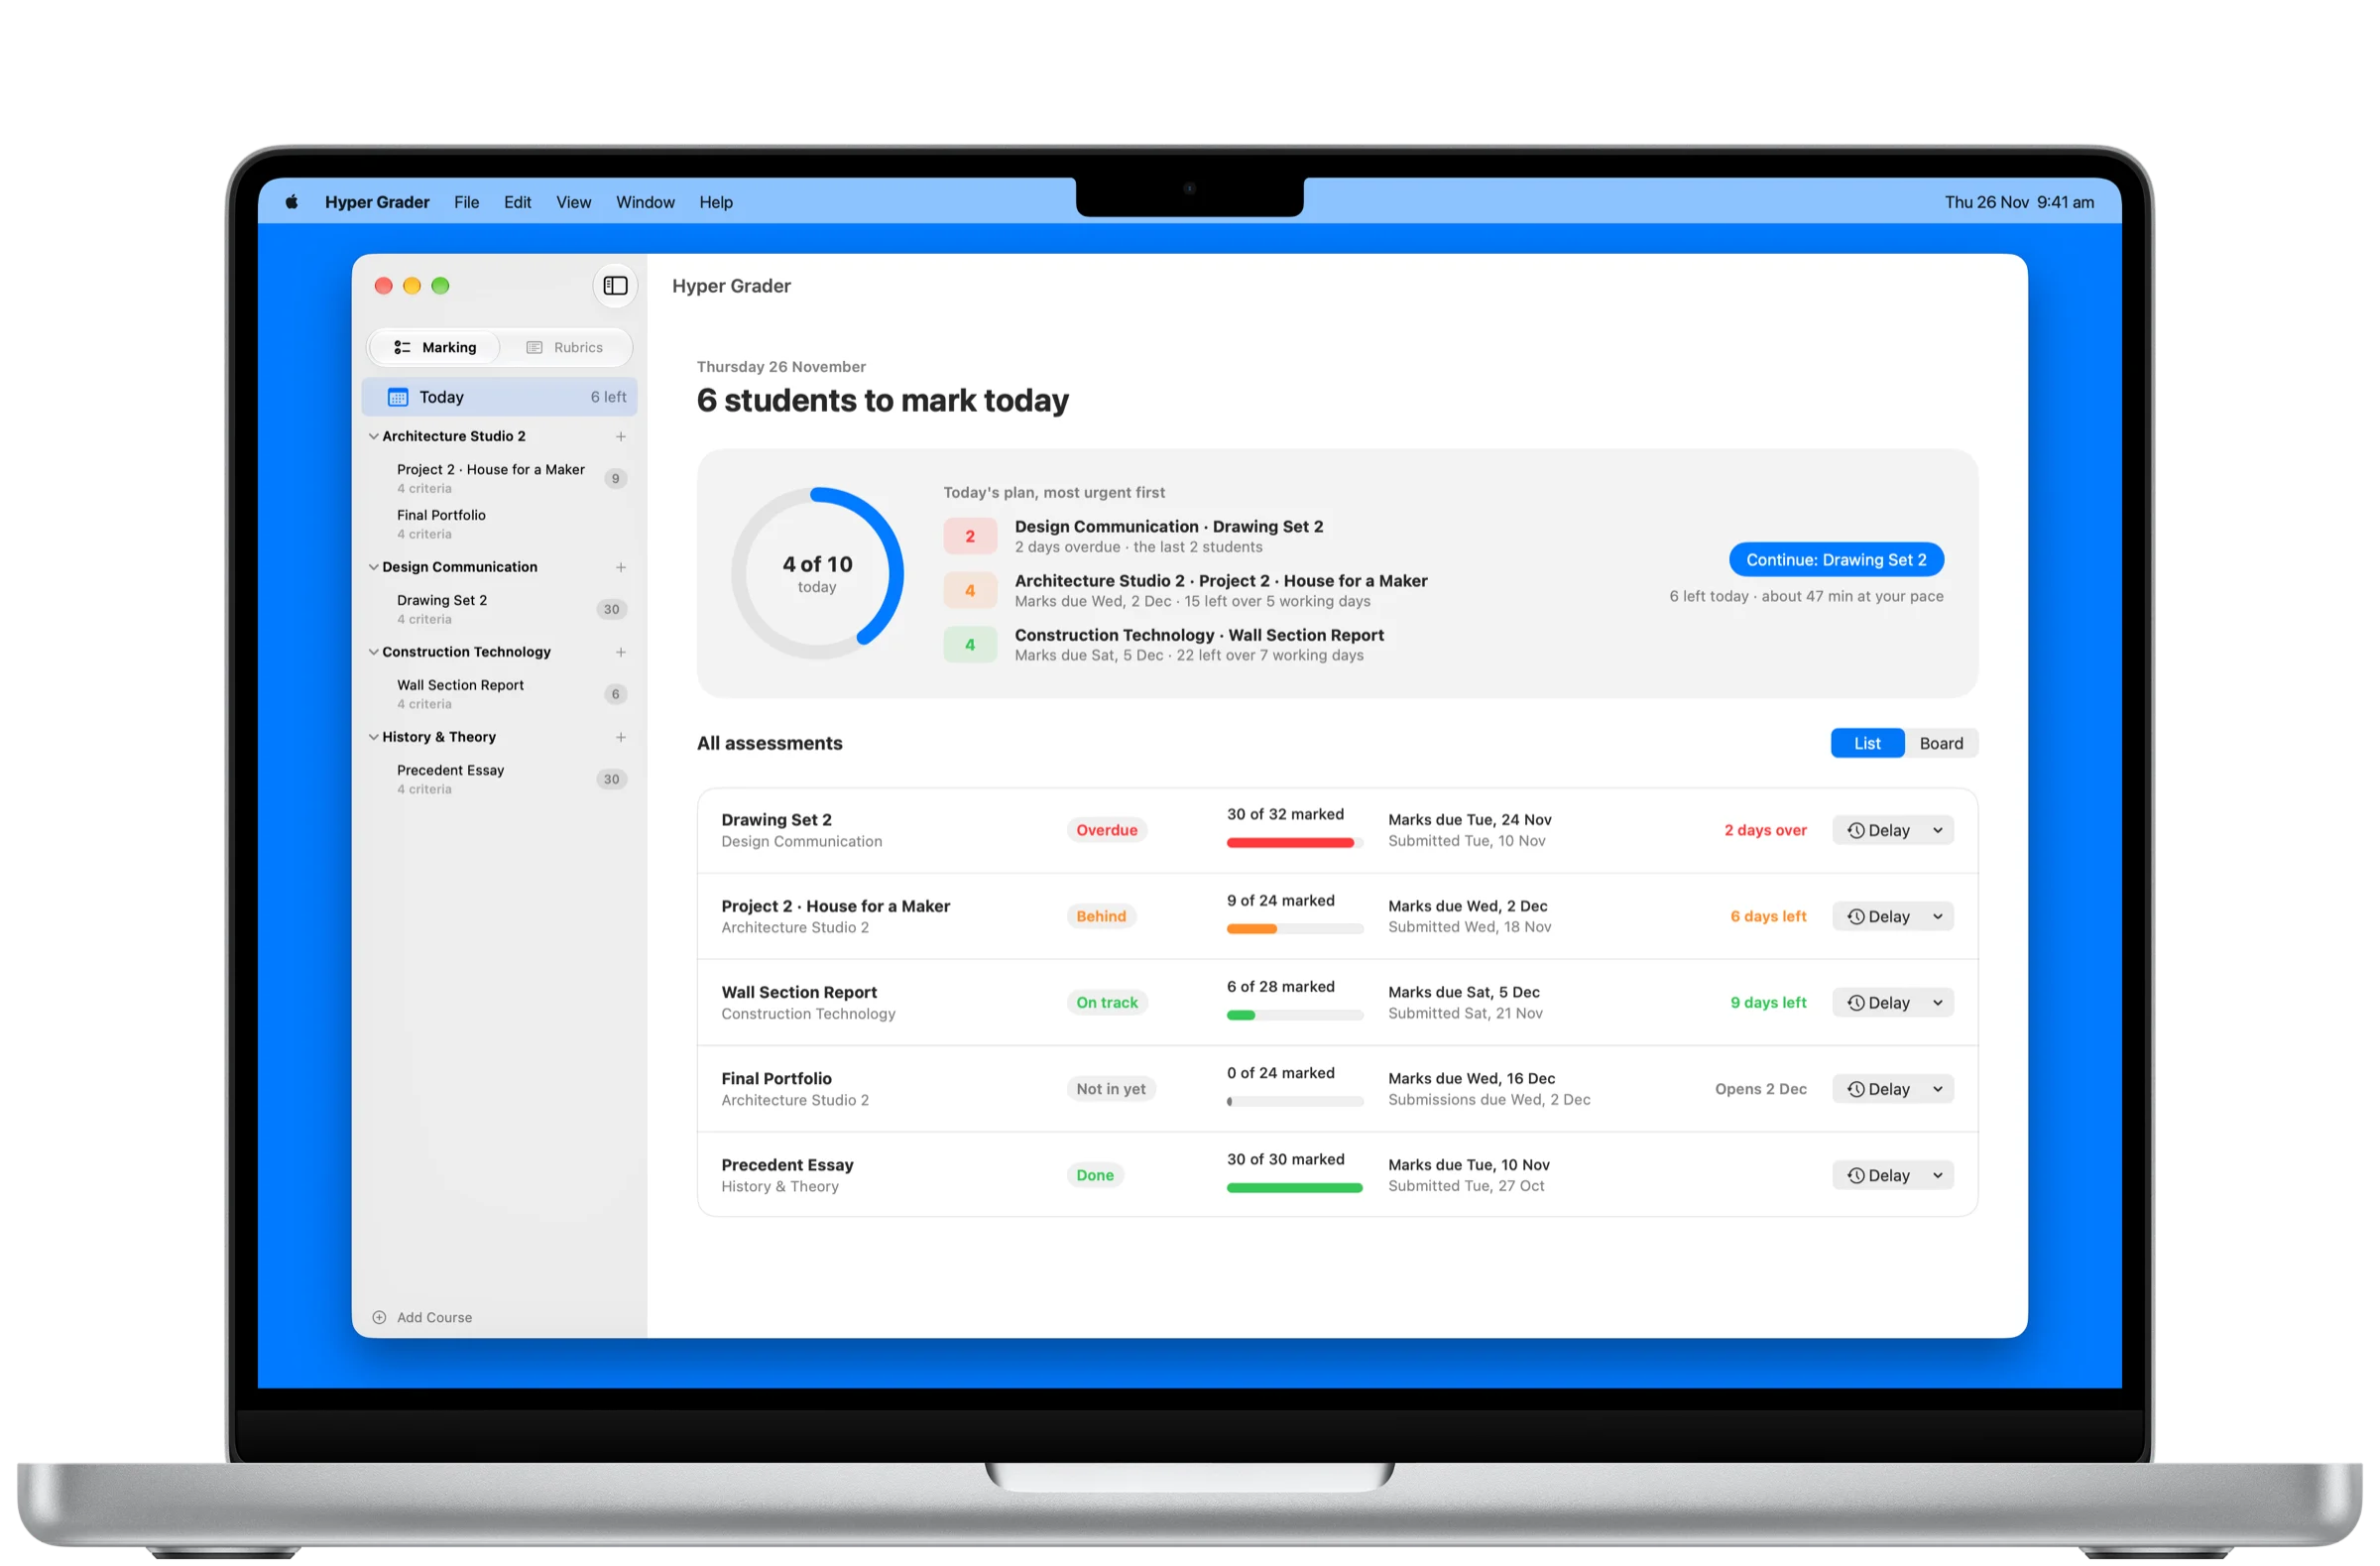 Hyper Grader File Edit View Window Help
Thu 26 Nov 9:41 am
Hyper Grader
Marking
Rubrics
Today
6 left
Architecture Studio 2
Project 2 · House for a Maker
4 criteria
9
Final Portfolio
4 criteria
Design Communication
Drawing Set 2
4 criteria
30
Construction Technology
Wall Section Report
4 criteria
6
History & Theory
Precedent Essay
4 criteria
30
Add Course
Thursday 26 November
6 students to mark today
4 of 10
today
Today's plan, most urgent first
2
Design Communication · Drawing Set 2
2 days overdue · the last 2 students
4
Architecture Studio 2 · Project 2 · House for a Maker
Marks due Wed, 2 Dec · 15 left over 5 working days
4
Construction Technology · Wall Section Report
Marks due Sat, 5 Dec · 22 left over 7 working days
Continue: Drawing Set 2
6 left today · about 47 min at your pace
All assessments
List
Board
Drawing Set 2
Design Communication
Overdue
30 of 32 marked
Marks due Tue, 24 Nov
Submitted Tue, 10 Nov
2 days over
Delay
Project 2 · House for a Maker
Architecture Studio 2
Behind
9 of 24 marked
Marks due Wed, 2 Dec
Submitted Wed, 18 Nov
6 days left
Delay
Wall Section Report
Construction Technology
On track
6 of 28 marked
Marks due Sat, 5 Dec
Submitted Sat, 21 Nov
9 days left
Delay
Final Portfolio
Architecture Studio 2
Not in yet
0 of 24 marked
Marks due Wed, 16 Dec
Submissions due Wed, 2 Dec
Opens 2 Dec
Delay
Precedent Essay
History & Theory
Done
30 of 30 marked
Marks due Tue, 10 Nov
Submitted Tue, 27 Oct
Delay